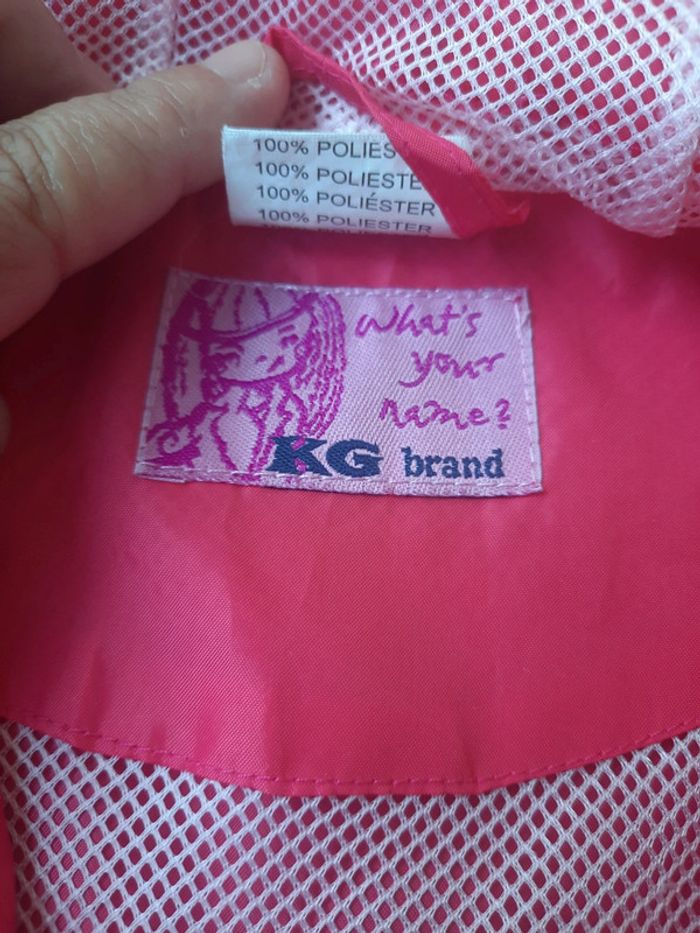 100% POLIES
100% POLIESTE
100% POLIÉSTER
100% POLIESTER
What's
your
name?
KG brand